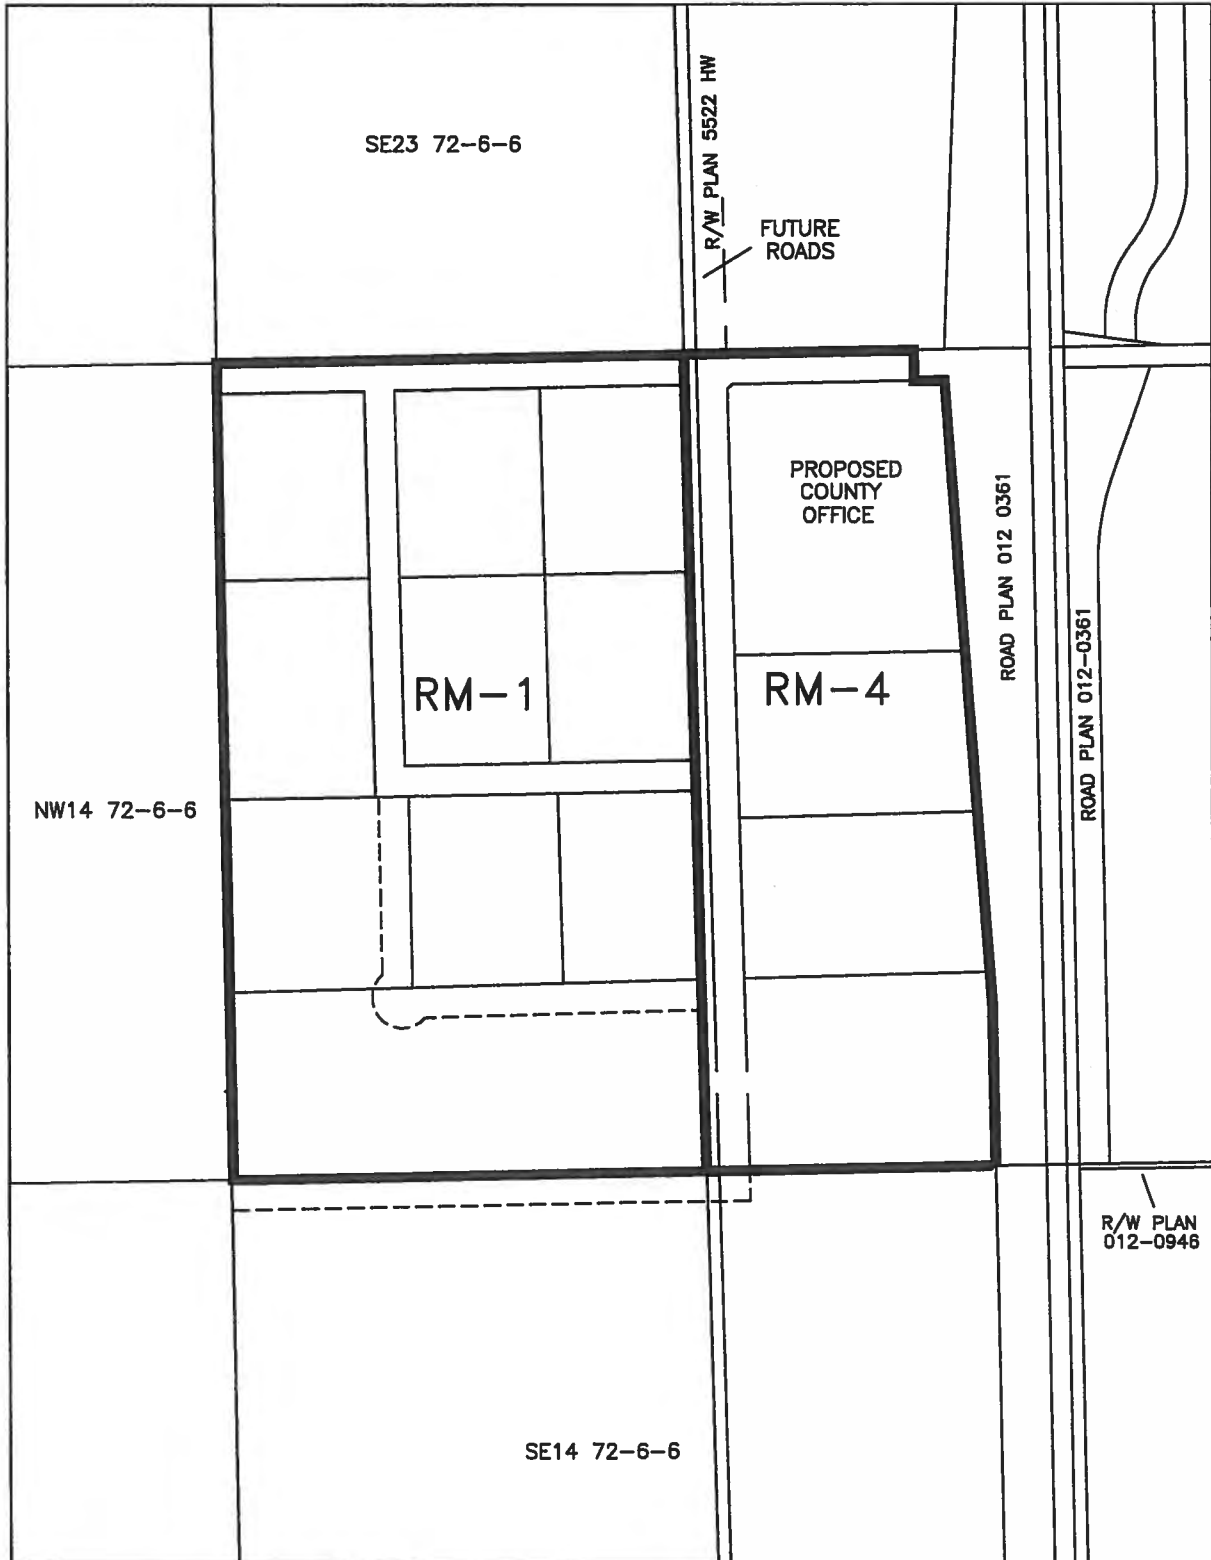 SE23 72-6-6
R/W PLAN 5522 HW
FUTURE
ROADS
PROPOSED
COUNTY
OFFICE
ROAD PLAN 012 0361
ROAD PLAN 012-0361
RM-1
RM-4
NW14 72-6-6
R/W PLAN
012-0946
SE14 72-6-6